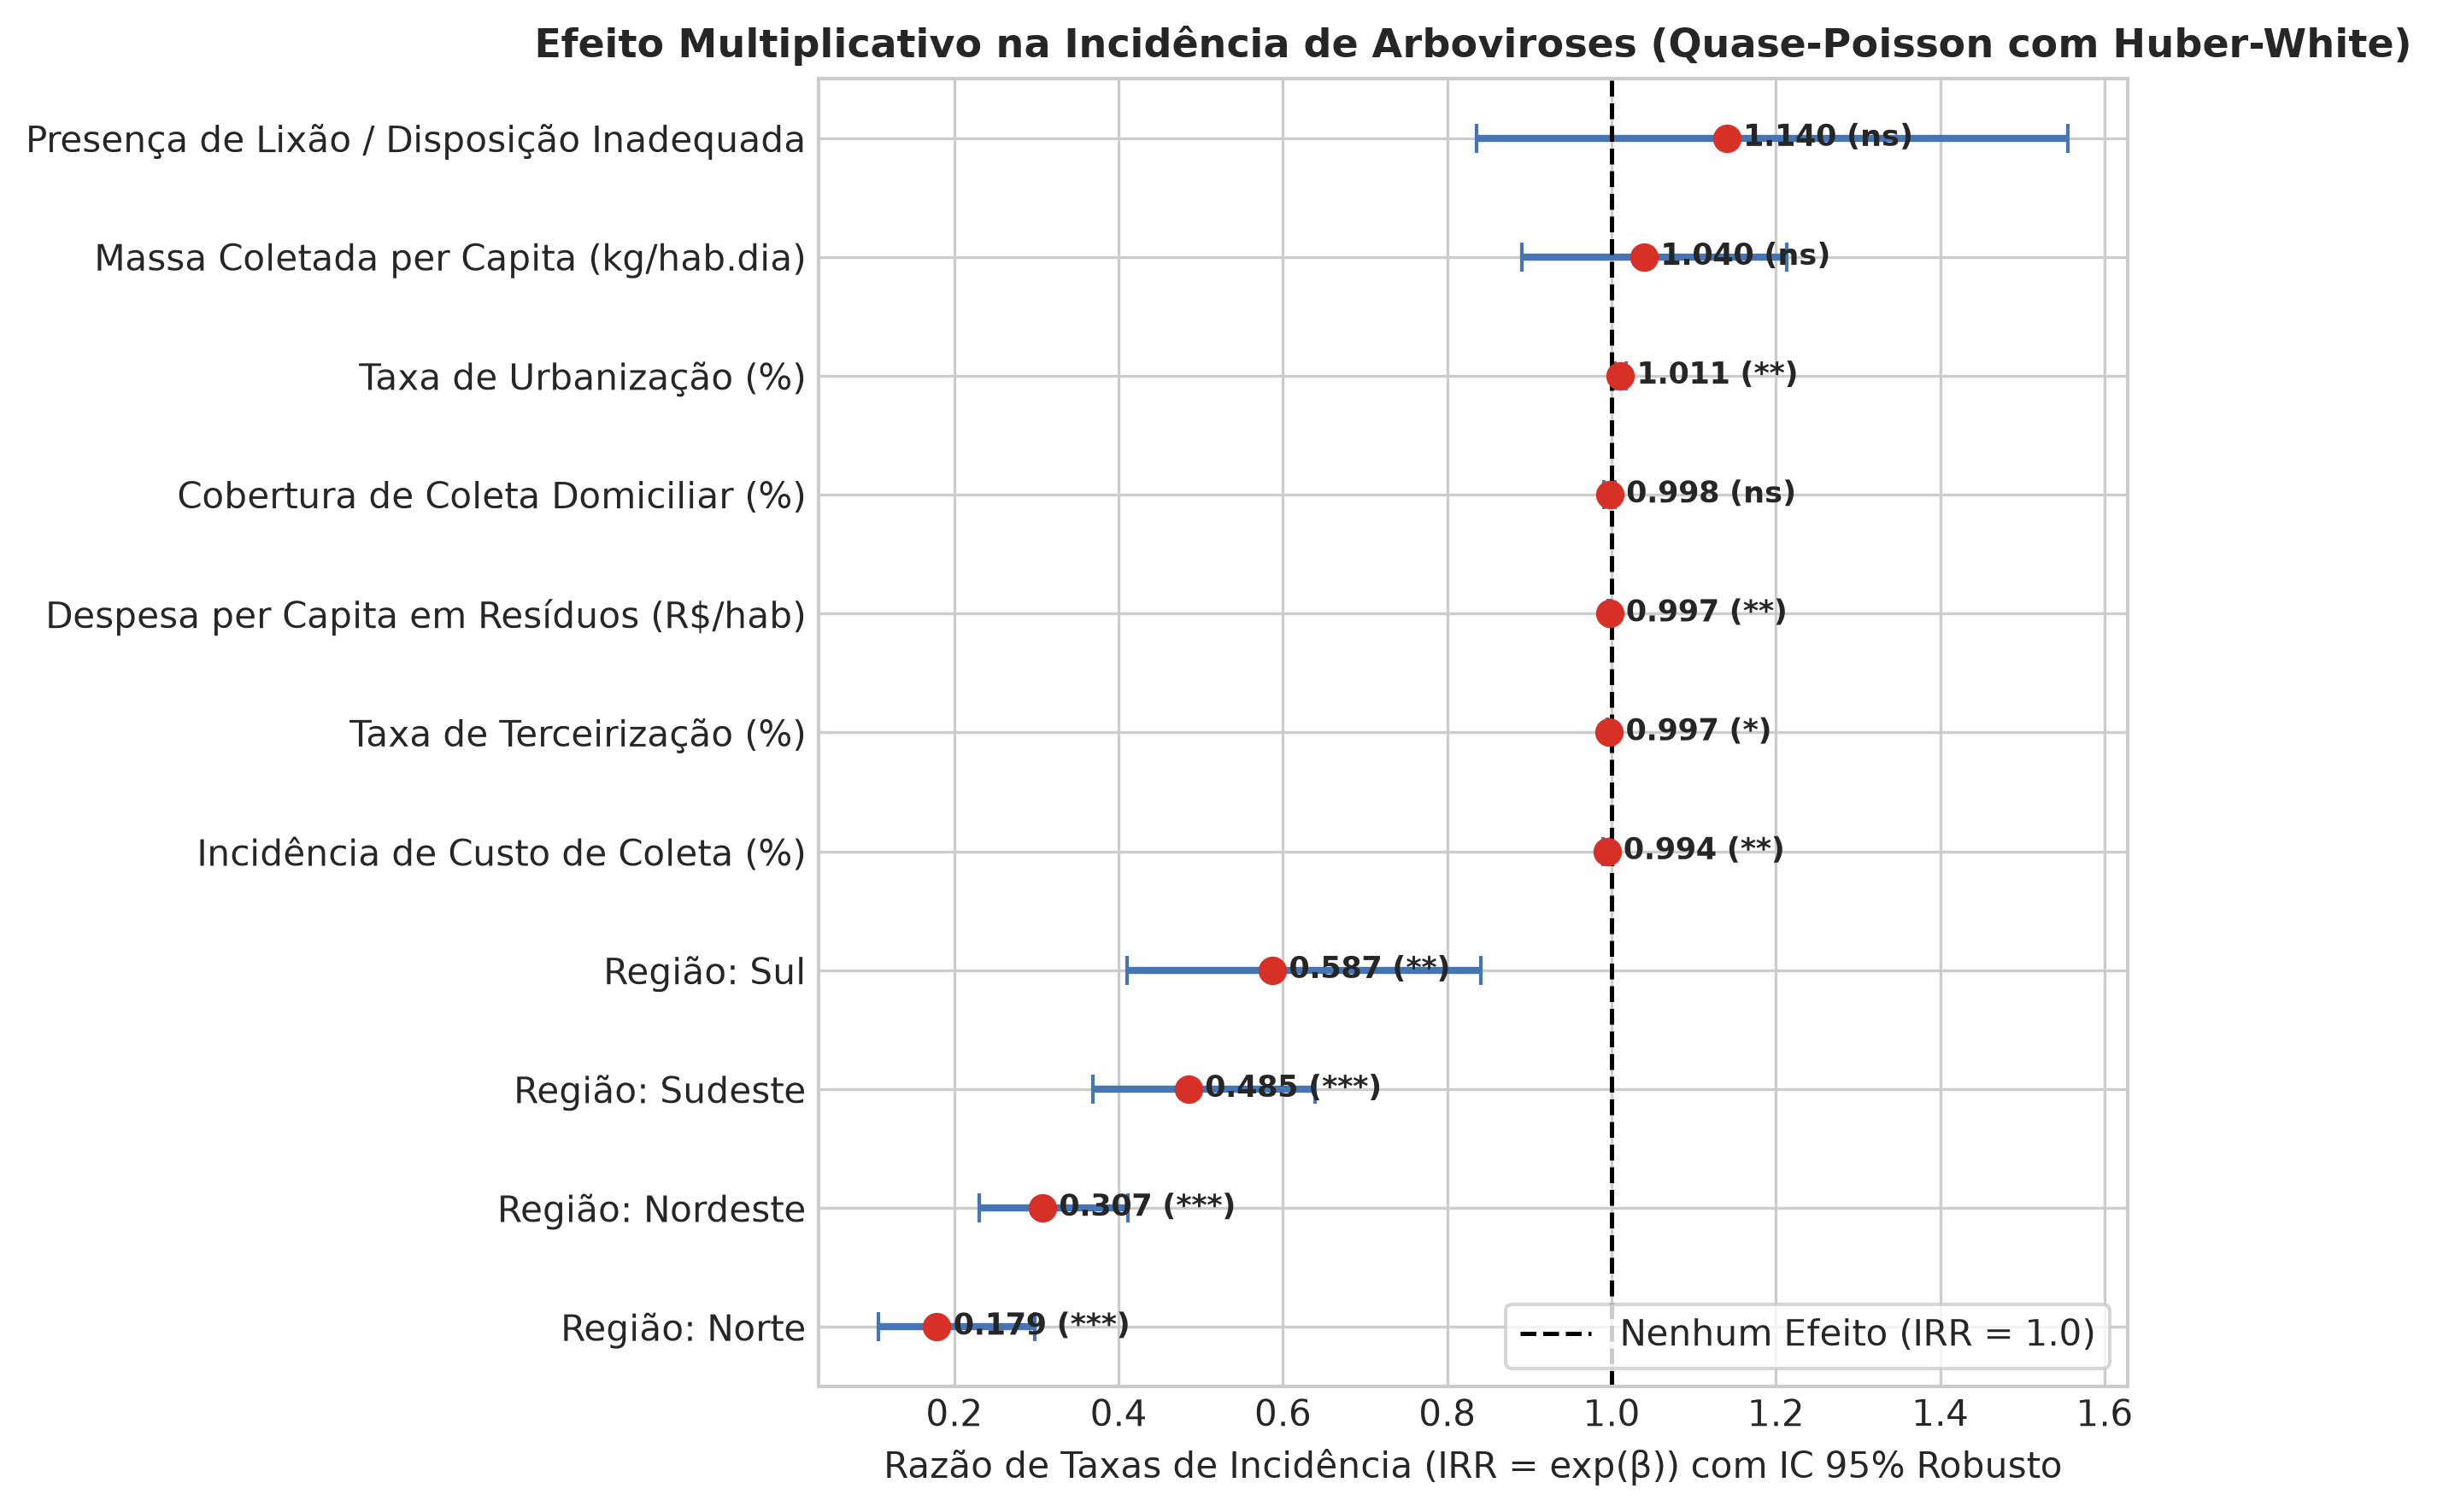 Efeito Multiplicativo na Incidência de Arboviroses (Quase-Poisson com Huber-White)
Presença de Lixão / Disposição Inadequada 1.140 (ns)
Massa Coletada per Capita (kg/hab.dia) 1.040 (ns)
Taxa de Urbanização (%) 1.011 (**)
Cobertura de Coleta Domiciliar (%) 0.998 (ns)
Despesa per Capita em Resíduos (R$/hab) 0.997 (**)
Taxa de Terceirização (%) 0.997 (*)
Incidência de Custo de Coleta (%) 0.994 (**)
Região: Sul 0.587 (**)
Região: Sudeste 0.485 (***)
Região: Nordeste 0.307 (***)
Região: Norte 0.179 (***)
Nenhum Efeito (IRR = 1.0)
0.2 0.4 0.6 0.8 1.0 1.2 1.4 1.6
Razão de Taxas de Incidência (IRR = exp(β)) com IC 95% Robusto